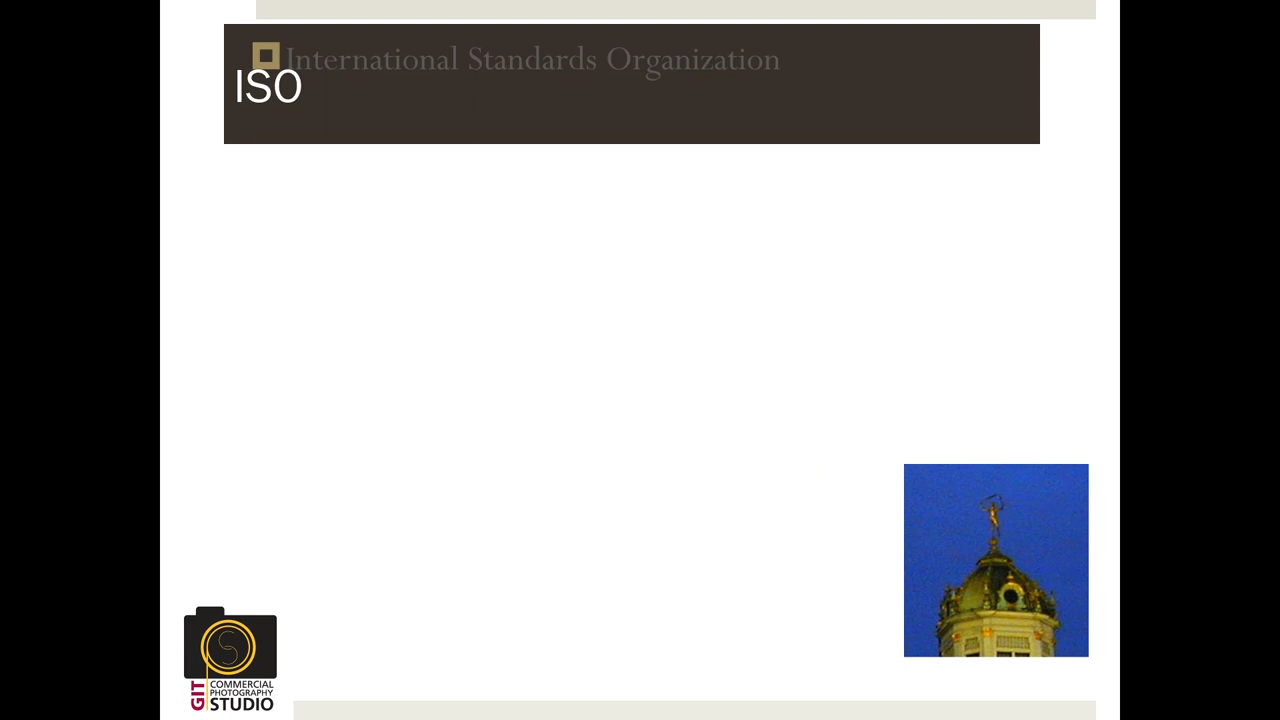 International Standards Organization
ISO
GIT
COMMERCIAL
PHOTOGRAPHY
STUDIO